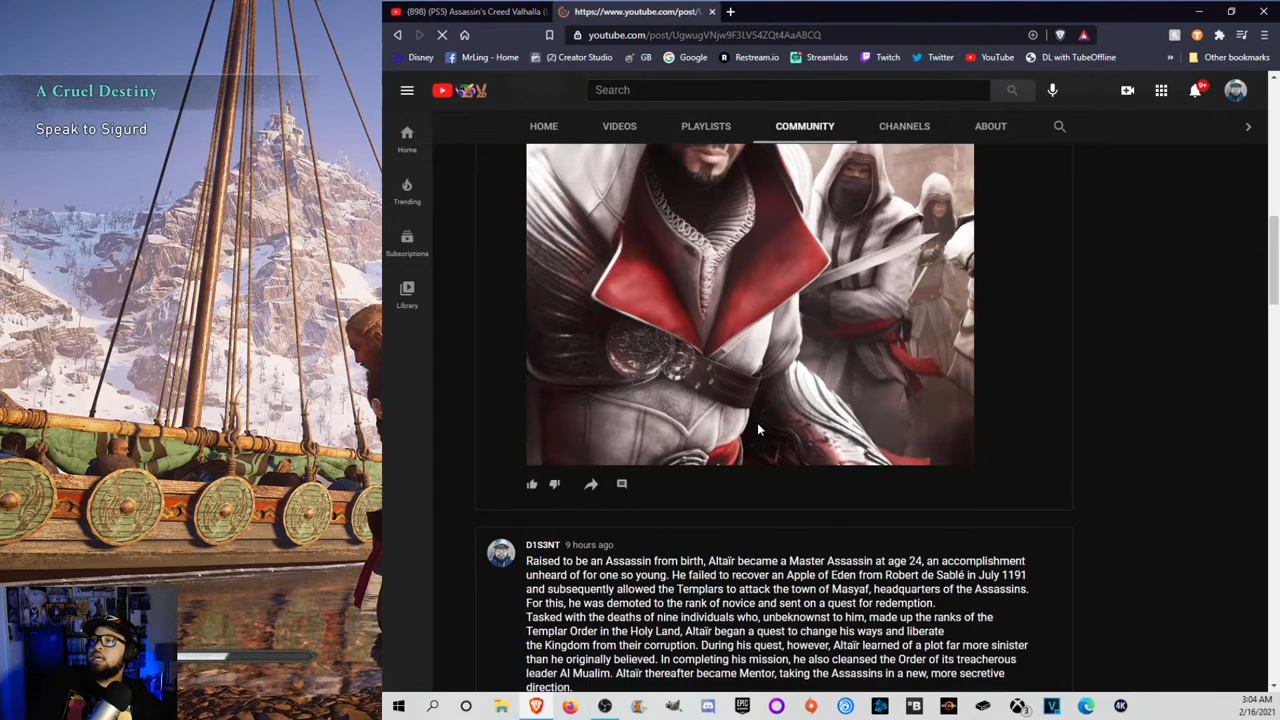 (898) (PS5) Assassin's Creed Valhalla (
https://www.youtube.com/post/
youtube.com/post/UgwugVNjw9F3LV54ZQt4AaABCQ
Disney
MrLing - Home
(2) Creator Studio
GB
Google
Restream.io
Streamlabs
Twitch
Twitter
YouTube
DL with TubeOffline
Other bookmarks
A Cruel Destiny
Speak to Sigurd
Search
9+
HOME
VIDEOS
PLAYLISTS
COMMUNITY
CHANNELS
ABOUT
Home
Trending
Subscriptions
Library
D1S3NT 9 hours ago
Raised to be an Assassin from birth, Altaïr became a Master Assassin at age 24, an accomplishment
unheard of for one so young. He failed to recover an Apple of Eden from Robert de Sablé in July 1191
and subsequently allowed the Templars to attack the town of Masyaf, headquarters of the Assassins.
For this, he was demoted to the rank of novice and sent on a quest for redemption.
Tasked with the deaths of nine individuals who, unbeknownst to him, made up the ranks of the
Templar Order in the Holy Land, Altaïr began a quest to change his ways and liberate
the Kingdom from their corruption. During his quest, however, Altaïr learned of a plot far more sinister
than he originally believed. In completing his mission, he also cleansed the Order of its treacherous
leader Al Mualim. Altaïr thereafter became Mentor, taking the Assassins in a new, more secretive
direction.
3:04 AM
2/16/2021